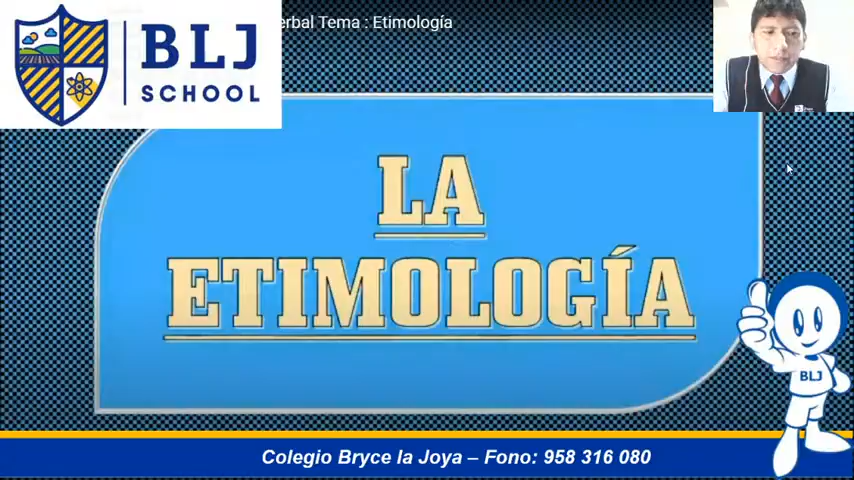 BLJ
SCHOOL
erbal Tema : Etimología
LA
ETIMOLOGÍA
BLJ
Colegio Bryce la Joya – Fono: 958 316 080